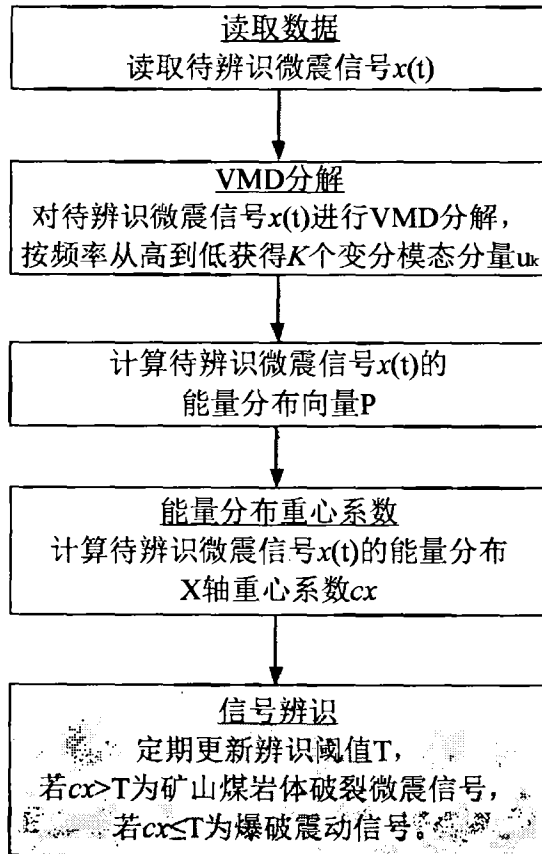 读取数据
读取待辨识微震信号x(t)
VMD分解
对待辨识微震信号x(t)进行VMD分解，
按频率从高到低获得K个变分模态分量uk
计算待辨识微震信号x(t)的
能量分布向量P
能量分布重心系数
计算待辨识微震信号x(t)的能量分布
X轴重心系数cx
信号辨识
定期更新辨识阈值T，
若cx>T为矿山煤岩体破裂微震信号，
若cx≤T为爆破震动信号。